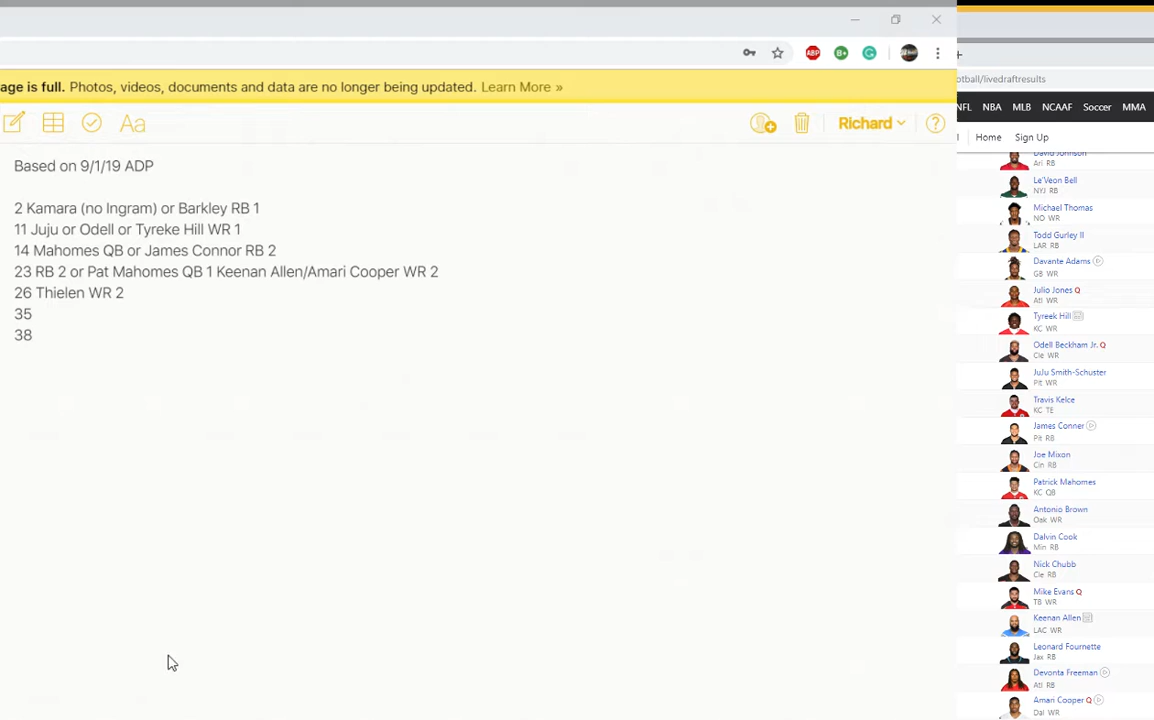 age is full. Photos, videos, documents and data are no longer being updated. Learn More »
Aa
Richard
?
Based on 9/1/19 ADP
2 Kamara (no Ingram) or Barkley RB 1
11 Juju or Odell or Tyreke Hill WR 1
14 Mahomes QB or James Connor RB 2
23 RB 2 or Pat Mahomes QB 1 Keenan Allen/Amari Cooper WR 2
26 Thielen WR 2
35
38
ABP
B+
otball/livedraftresults
NFL NBA MLB NCAAF Soccer MMA
Home Sign Up
David Johnson
Ari RB
Le'Veon Bell
NYJ RB
Michael Thomas
NO WR
Todd Gurley II
LAR RB
Davante Adams
GB WR
Julio Jones Q
Atl WR
Tyreek Hill
KC WR
Odell Beckham Jr. Q
Cle WR
JuJu Smith-Schuster
Pit WR
Travis Kelce
KC TE
James Conner
Pit RB
Joe Mixon
Cin RB
Patrick Mahomes
KC QB
Antonio Brown
Oak WR
Dalvin Cook
Min RB
Nick Chubb
Cle RB
Mike Evans Q
TB WR
Keenan Allen
LAC WR
Leonard Fournette
Jax RB
Devonta Freeman
Atl RB
Amari Cooper Q
Dal WR